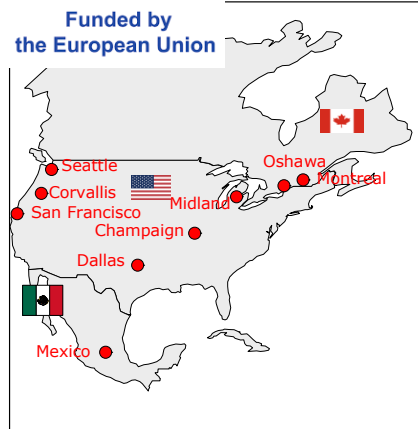 Funded by
the European Union
Oshawa
Seattle
Montreal
Corvallis
Midland
San Francisco
Champaign
Dallas
Mexico